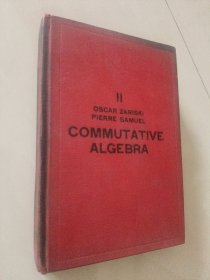 II
OSCAR ZARISKI
PIERRE SAMUEL
COMMUTATIVE
ALGEBRA